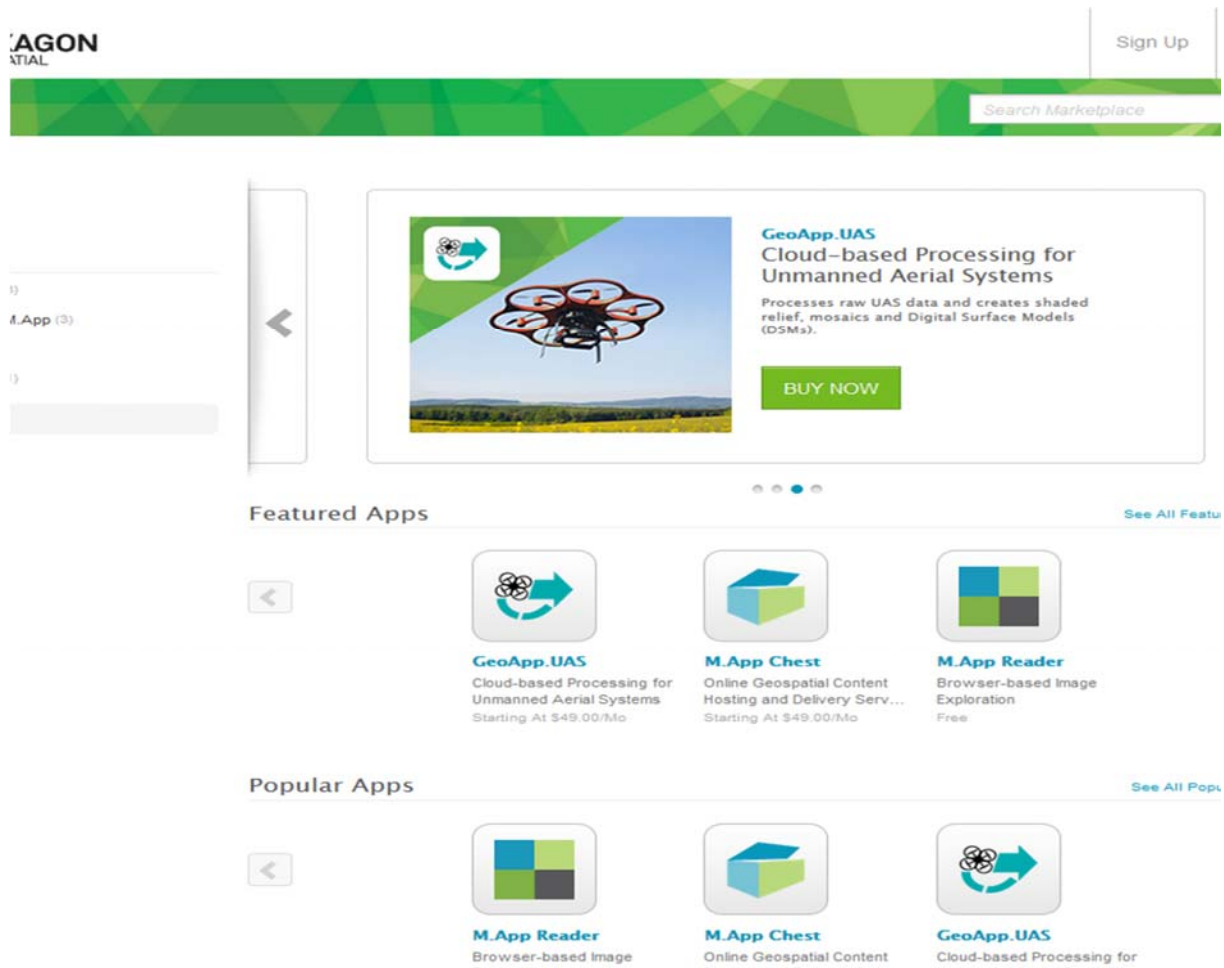 XAGON
ATIAL
Sign Up
Search Marketplace
M.App (3)
GeoApp.UAS
Cloud-based Processing for
Unmanned Aerial Systems
Processes raw UAS data and creates shaded
relief, mosaics and Digital Surface Models
(DSMs).
BUY NOW
Featured Apps
See All Featu
GeoApp.UAS
Cloud-based Processing for
Unmanned Aerial Systems
Starting At $49.00/Mo
M.App Chest
Online Geospatial Content
Hosting and Delivery Serv...
Starting At $49.00/Mo
M.App Reader
Browser-based Image
Exploration
Free
Popular Apps
See All Popu
M.App Reader
Browser-based Image
M.App Chest
Online Geospatial Content
GeoApp.UAS
Cloud-based Processing for